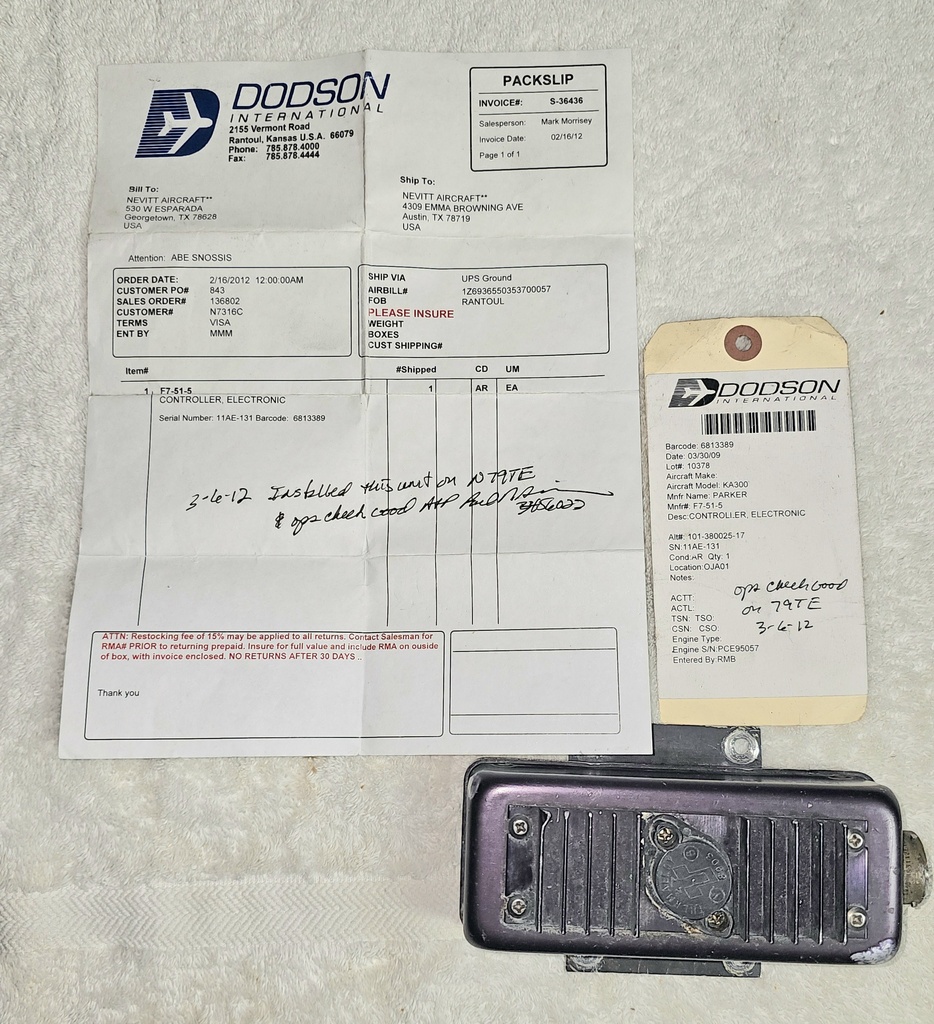 DODSON
INTERNATIONAL
2155 Vermont Road
Rantoul, Kansas U.S.A. 66079
Phone: 785.878.4000
Fax: 785.878.4444
PACKSLIP
INVOICE#: S-36436
Salesperson: Mark Morrisey
Invoice Date: 02/16/12
Page 1 of 1
Bill To:
NEVITT AIRCRAFT**
530 W ESPARADA
Georgetown, TX 78628
USA
Ship To:
NEVITT AIRCRAFT**
4309 EMMA BROWNING AVE
Austin, TX 78719
USA
Attention: ABE SNOSSIS
ORDER DATE: 2/16/2012 12:00:00AM
CUSTOMER PO# 843
SALES ORDER# 136802
CUSTOMER# N7316C
TERMS VISA
ENT BY MMM
SHIP VIA UPS Ground
AIRBILL# 1Z6936550353700057
FOB RANTOUL
PLEASE INSURE
WEIGHT
BOXES
CUST SHIPPING#
Item# #Shipped CD UM
1 F7-51-5 1 AR EA
CONTROLLER, ELECTRONIC
Serial Number: 11AE-131 Barcode: 6813389
3-6-12 Installed this unit on N79TE
& ops check good A+P
ATTN: Restocking fee of 15% may be applied to all returns. Contact Salesman for
RMA# PRIOR to returning prepaid. Insure for full value and include RMA on ouside
of box, with invoice enclosed. NO RETURNS AFTER 30 DAYS ..
Thank you
DODSON
INTERNATIONAL
Barcode: 6813389
Date: 03/30/09
Lot#: 10378
Aircraft Make:
Aircraft Model: KA300
Mnfr Name: PARKER
Mnfr#: F7-51-5
Desc:CONTROLLER, ELECTRONIC
Alt#: 101-380025-17
SN:11AE-131
Cond:AR Qty: 1
Location:OJA01
Notes:
ACTT:
ACTL:
TSN: TSO:
CSN: CSO:
Engine Type:
Engine S/N:PCE95057
Entered By:RMB
ops check good
on 79TE
3-6-12